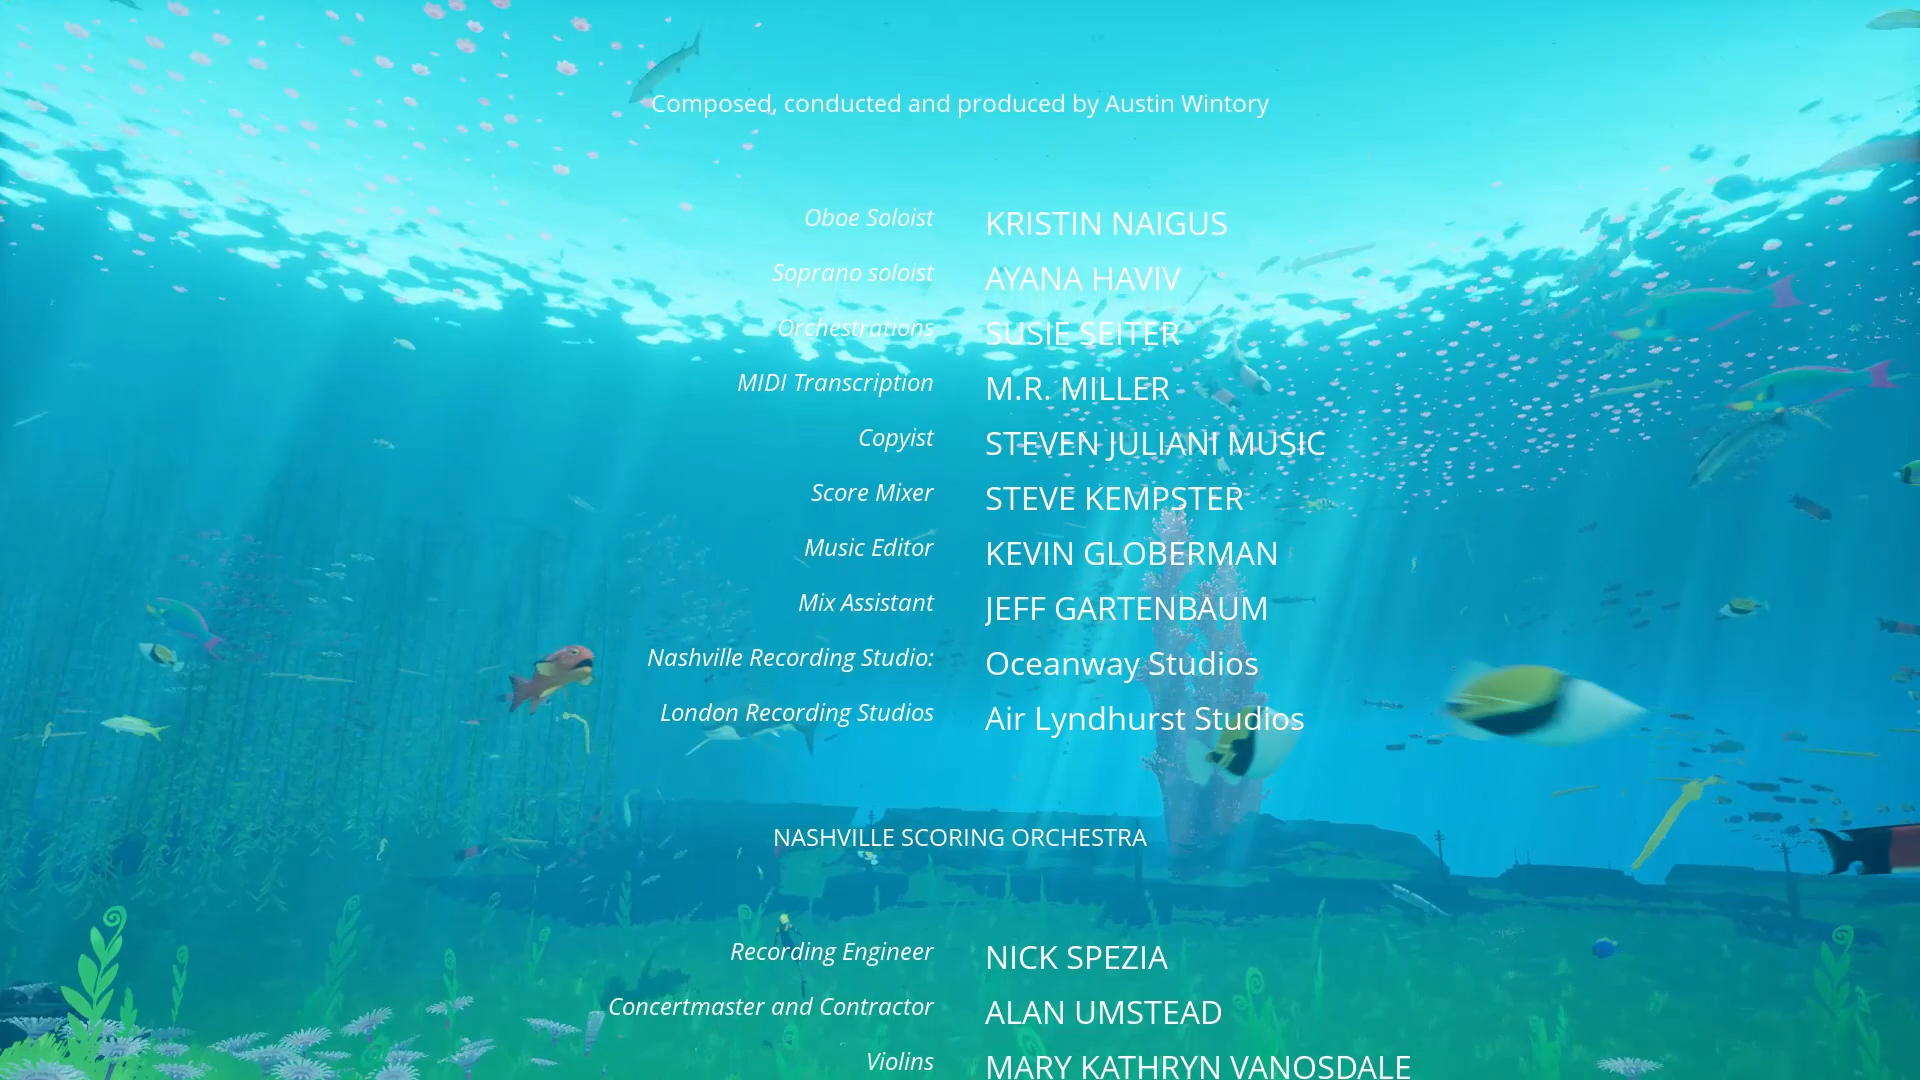 Composed, conducted and produced by Austin Wintory
Oboe Soloist KRISTIN NAIGUS
Soprano soloist AYANA HAVIV
Orchestrations SUSIE SEITER
MIDI Transcription M.R. MILLER
Copyist STEVEN JULIANI MUSIC
Score Mixer STEVE KEMPSTER
Music Editor KEVIN GLOBERMAN
Mix Assistant JEFF GARTENBAUM
Nashville Recording Studio: Oceanway Studios
London Recording Studios Air Lyndhurst Studios
NASHVILLE SCORING ORCHESTRA
Recording Engineer NICK SPEZIA
Concertmaster and Contractor ALAN UMSTEAD
Violins MARY KATHRYN VANOSDALE